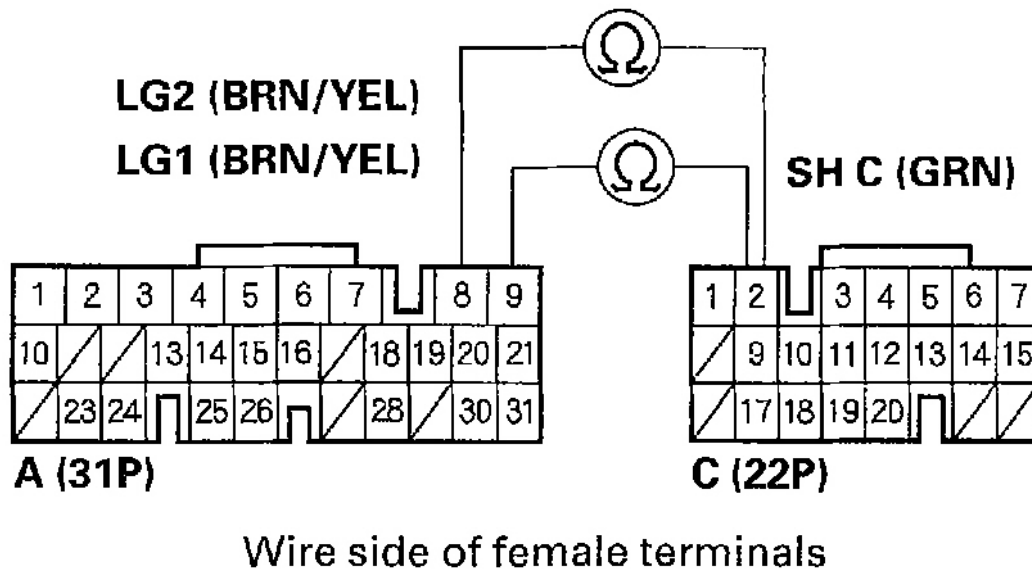 LG2 (BRN/YEL)
LG1 (BRN/YEL)
Ω
Ω
SH C (GRN)
1 2 3 4 5 6 7 8 9
10 13 14 15 16 18 19 20 21
23 24 25 26 28 30 31
A (31P)
1 2 3 4 5 6 7
9 10 11 12 13 14 15
17 18 19 20
C (22P)
Wire side of female terminals